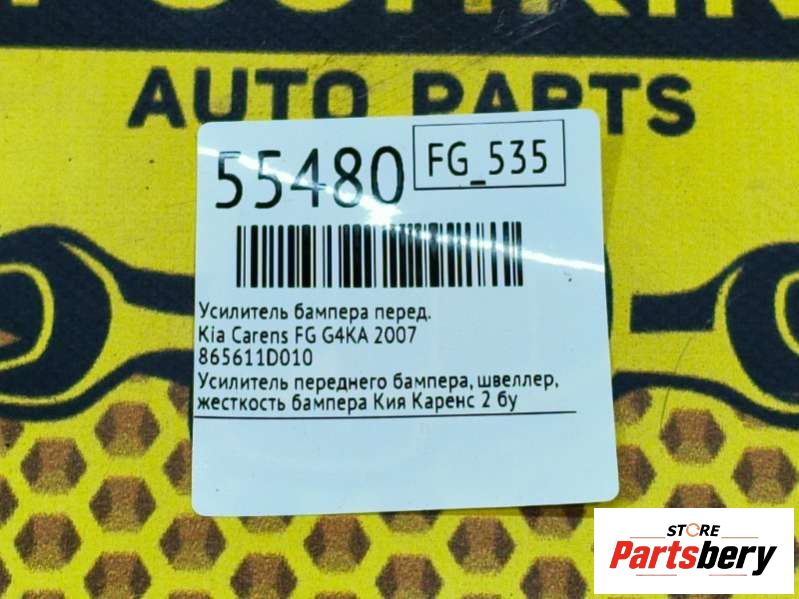 AUTO PARTS
55480
FG_535
Усилитель бампера перед.
Kia Carens FG G4KA 2007
865611D010
Усилитель переднего бампера, швеллер,
жесткость бампера Кия Каренс 2 бу
STORE
Partsbery